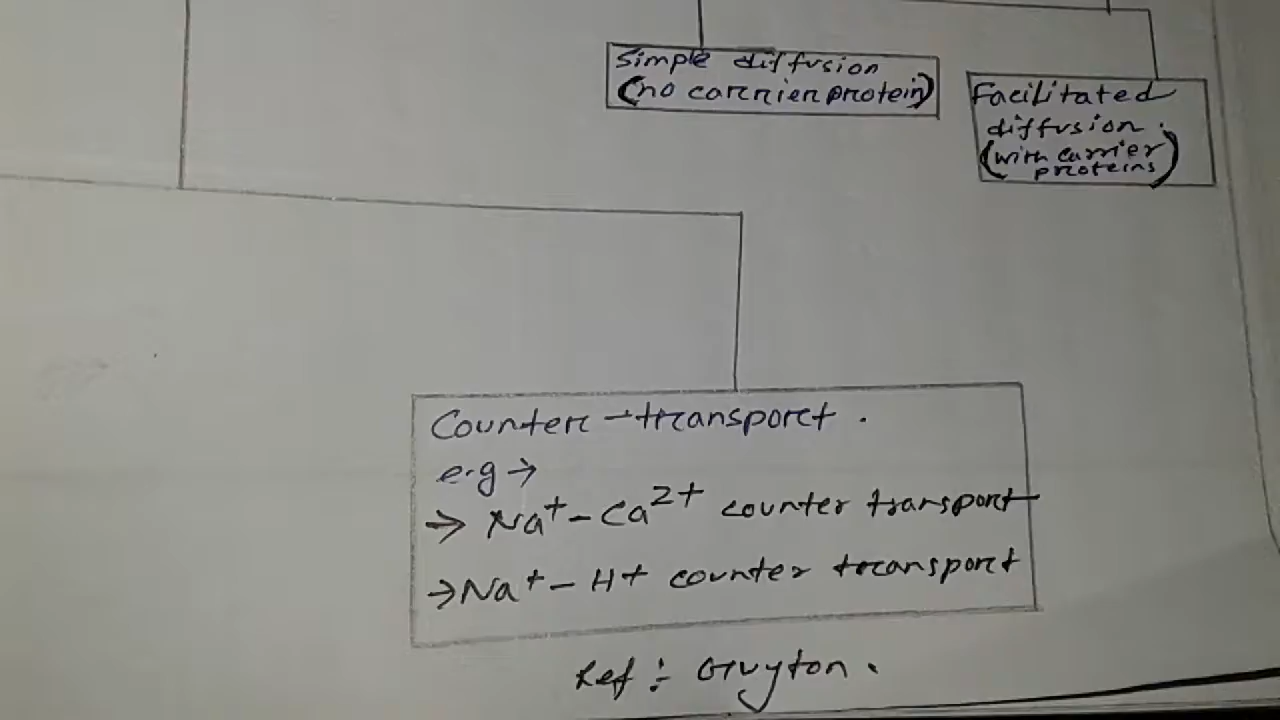 Simple diffusion
(no carrier protein)
Facilitated
diffusion.
(with carrier
proteins)
Counter-transport.
e.g →
→ Na⁺ - Ca²⁺ counter transport
→ Na⁺ - H⁺ counter transport
Ref: Guyton.